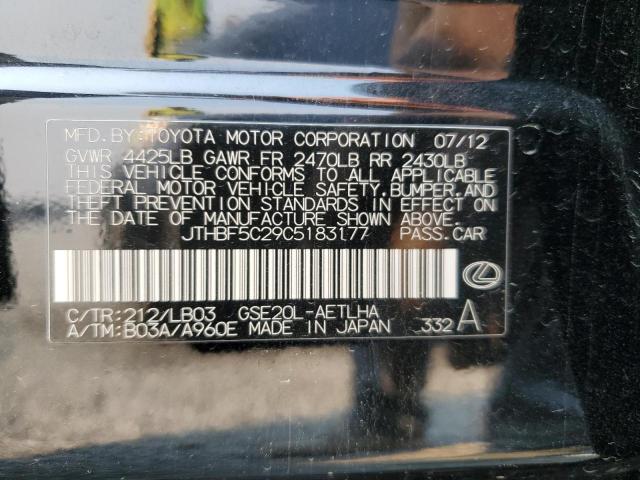 MFD. BY: TOYOTA MOTOR CORPORATION 07/12
GVWR 4425LB GAWR FR 2470LB RR 2430LB
THIS VEHICLE CONFORMS TO ALL APPLICABLE
FEDERAL MOTOR VEHICLE SAFETY, BUMPER, AND
THEFT PREVENTION STANDARDS IN EFFECT ON
THE DATE OF MANUFACTURE SHOWN ABOVE.
JTHBF5C29C5183177 PASS. CAR
C/TR: 212/LB03 GSE20L-AETLHA
A/TM: B03A/A960E MADE IN JAPAN 332 A